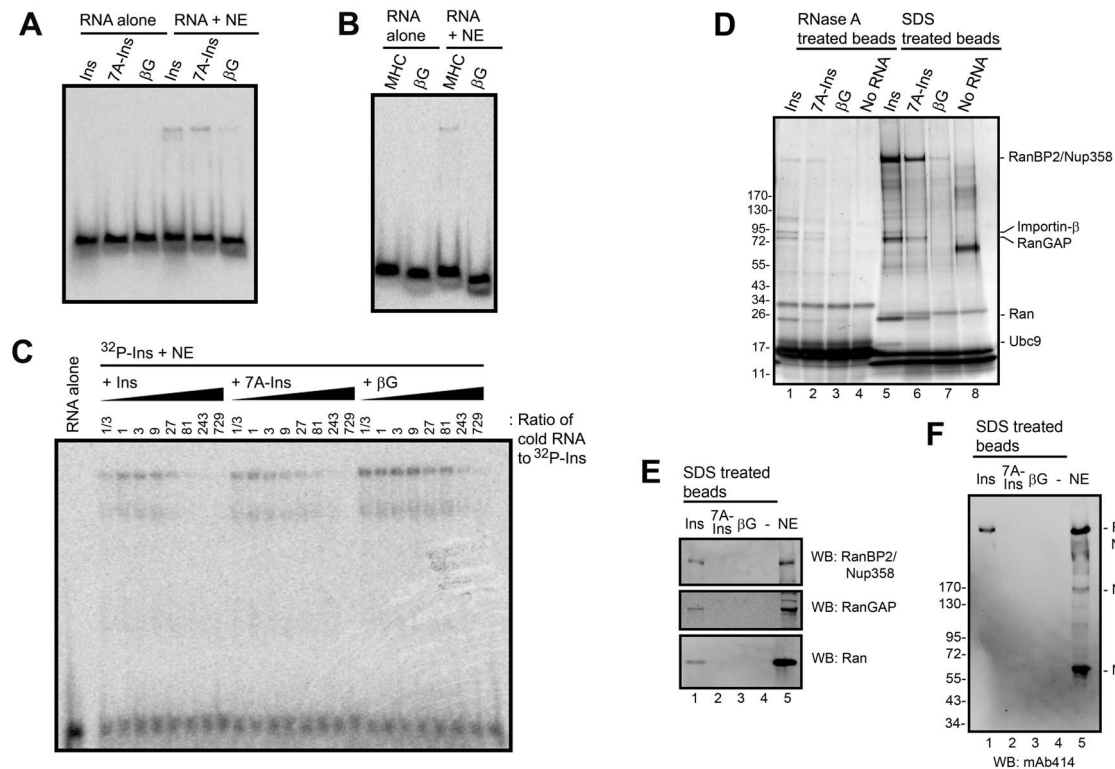 A
RNA alone RNA + NE
Ins 7A-Ins βG Ins 7A-Ins βG
B
RNA alone
RNA + NE
MHC βG MHC βG
C
RNA alone
32P-Ins + NE
+ Ins + 7A-Ins + βG
1/3 1 3 9 27 81 243 729 1/3 1 3 9 27 81 243 729 1/3 1 3 9 27 81 243 729
: Ratio of
cold RNA
to 32P-Ins
D
RNase A
treated beads
SDS
treated beads
Ins 7A-Ins βG No RNA Ins 7A-Ins βG No RNA
170-
130-
95-
72-
55-
43-
34-
26-
17-
11-
- RanBP2/Nup358
Importin-β
RanGAP
- Ran
- Ubc9
1 2 3 4 5 6 7 8
E
SDS treated
beads
Ins 7A-Ins βG - NE
WB: RanBP2/
Nup358
WB: RanGAP
WB: Ran
1 2 3 4 5
F
SDS treated
beads
Ins 7A-Ins βG - NE
170-
130-
95-
72-
55-
43-
34-
1 2 3 4 5
WB: mAb414